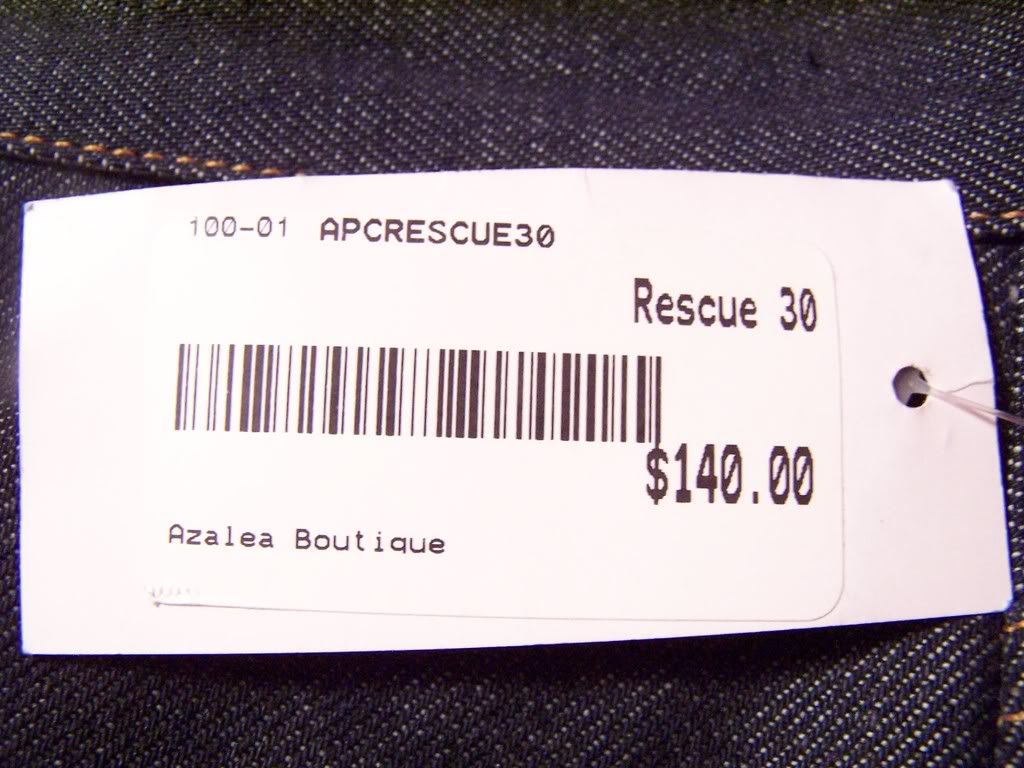 100-01 APCRESCUE30
Rescue 30
$140.00
Azalea Boutique